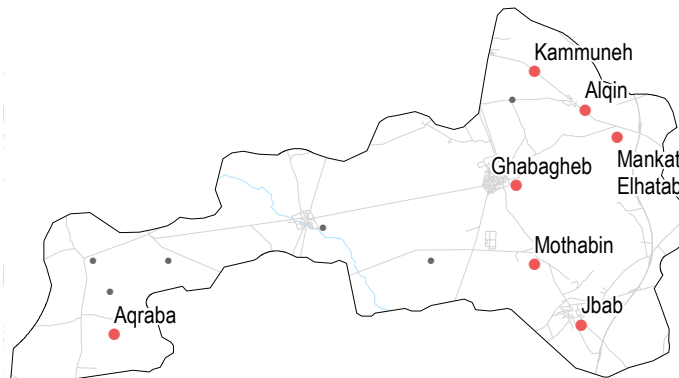 Kammuneh
Alqin
Mankat
Elhatab
Ghabagheb
Mothabin
Jbab
Aqraba